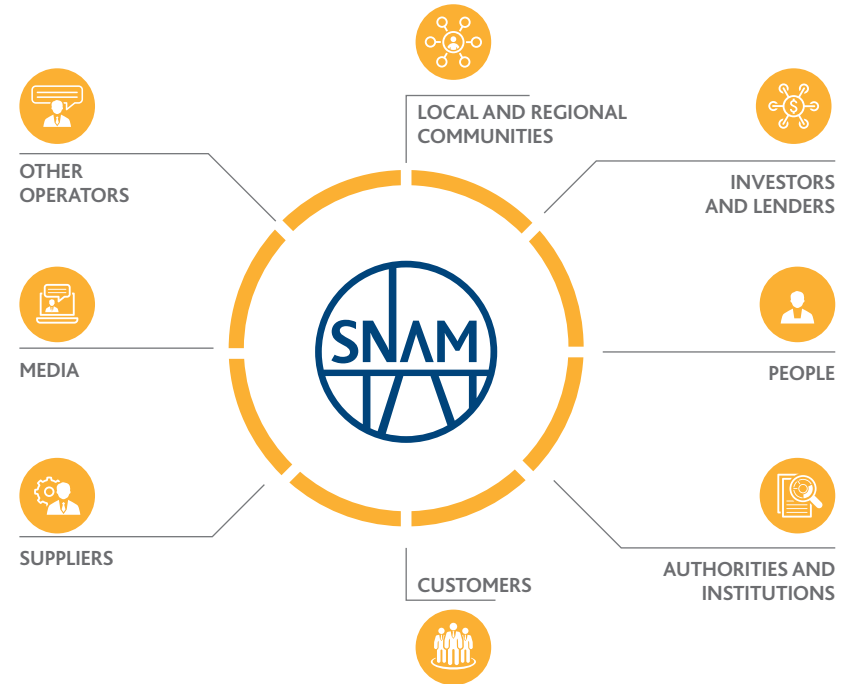 LOCAL AND REGIONAL
COMMUNITIES
OTHER
OPERATORS
INVESTORS
AND LENDERS
SNAM
MEDIA
PEOPLE
SUPPLIERS
CUSTOMERS
AUTHORITIES AND
INSTITUTIONS